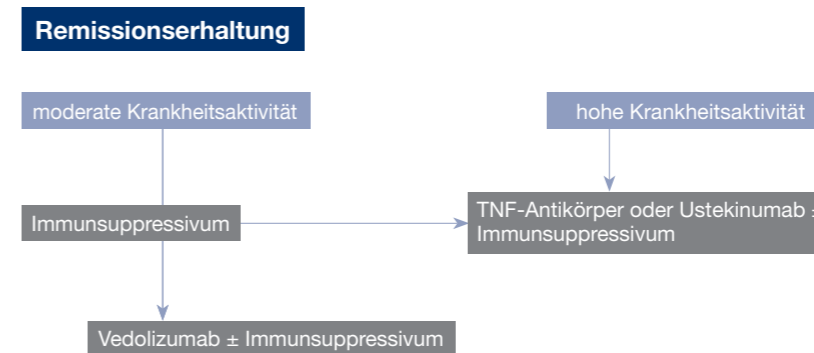 Remissionserhaltung
moderate Krankheitsaktivität
hohe Krankheitsaktivität
Immunsuppressivum
TNF-Antikörper oder Ustekinumab ±
Immunsuppressivum
Vedolizumab ± Immunsuppressivum